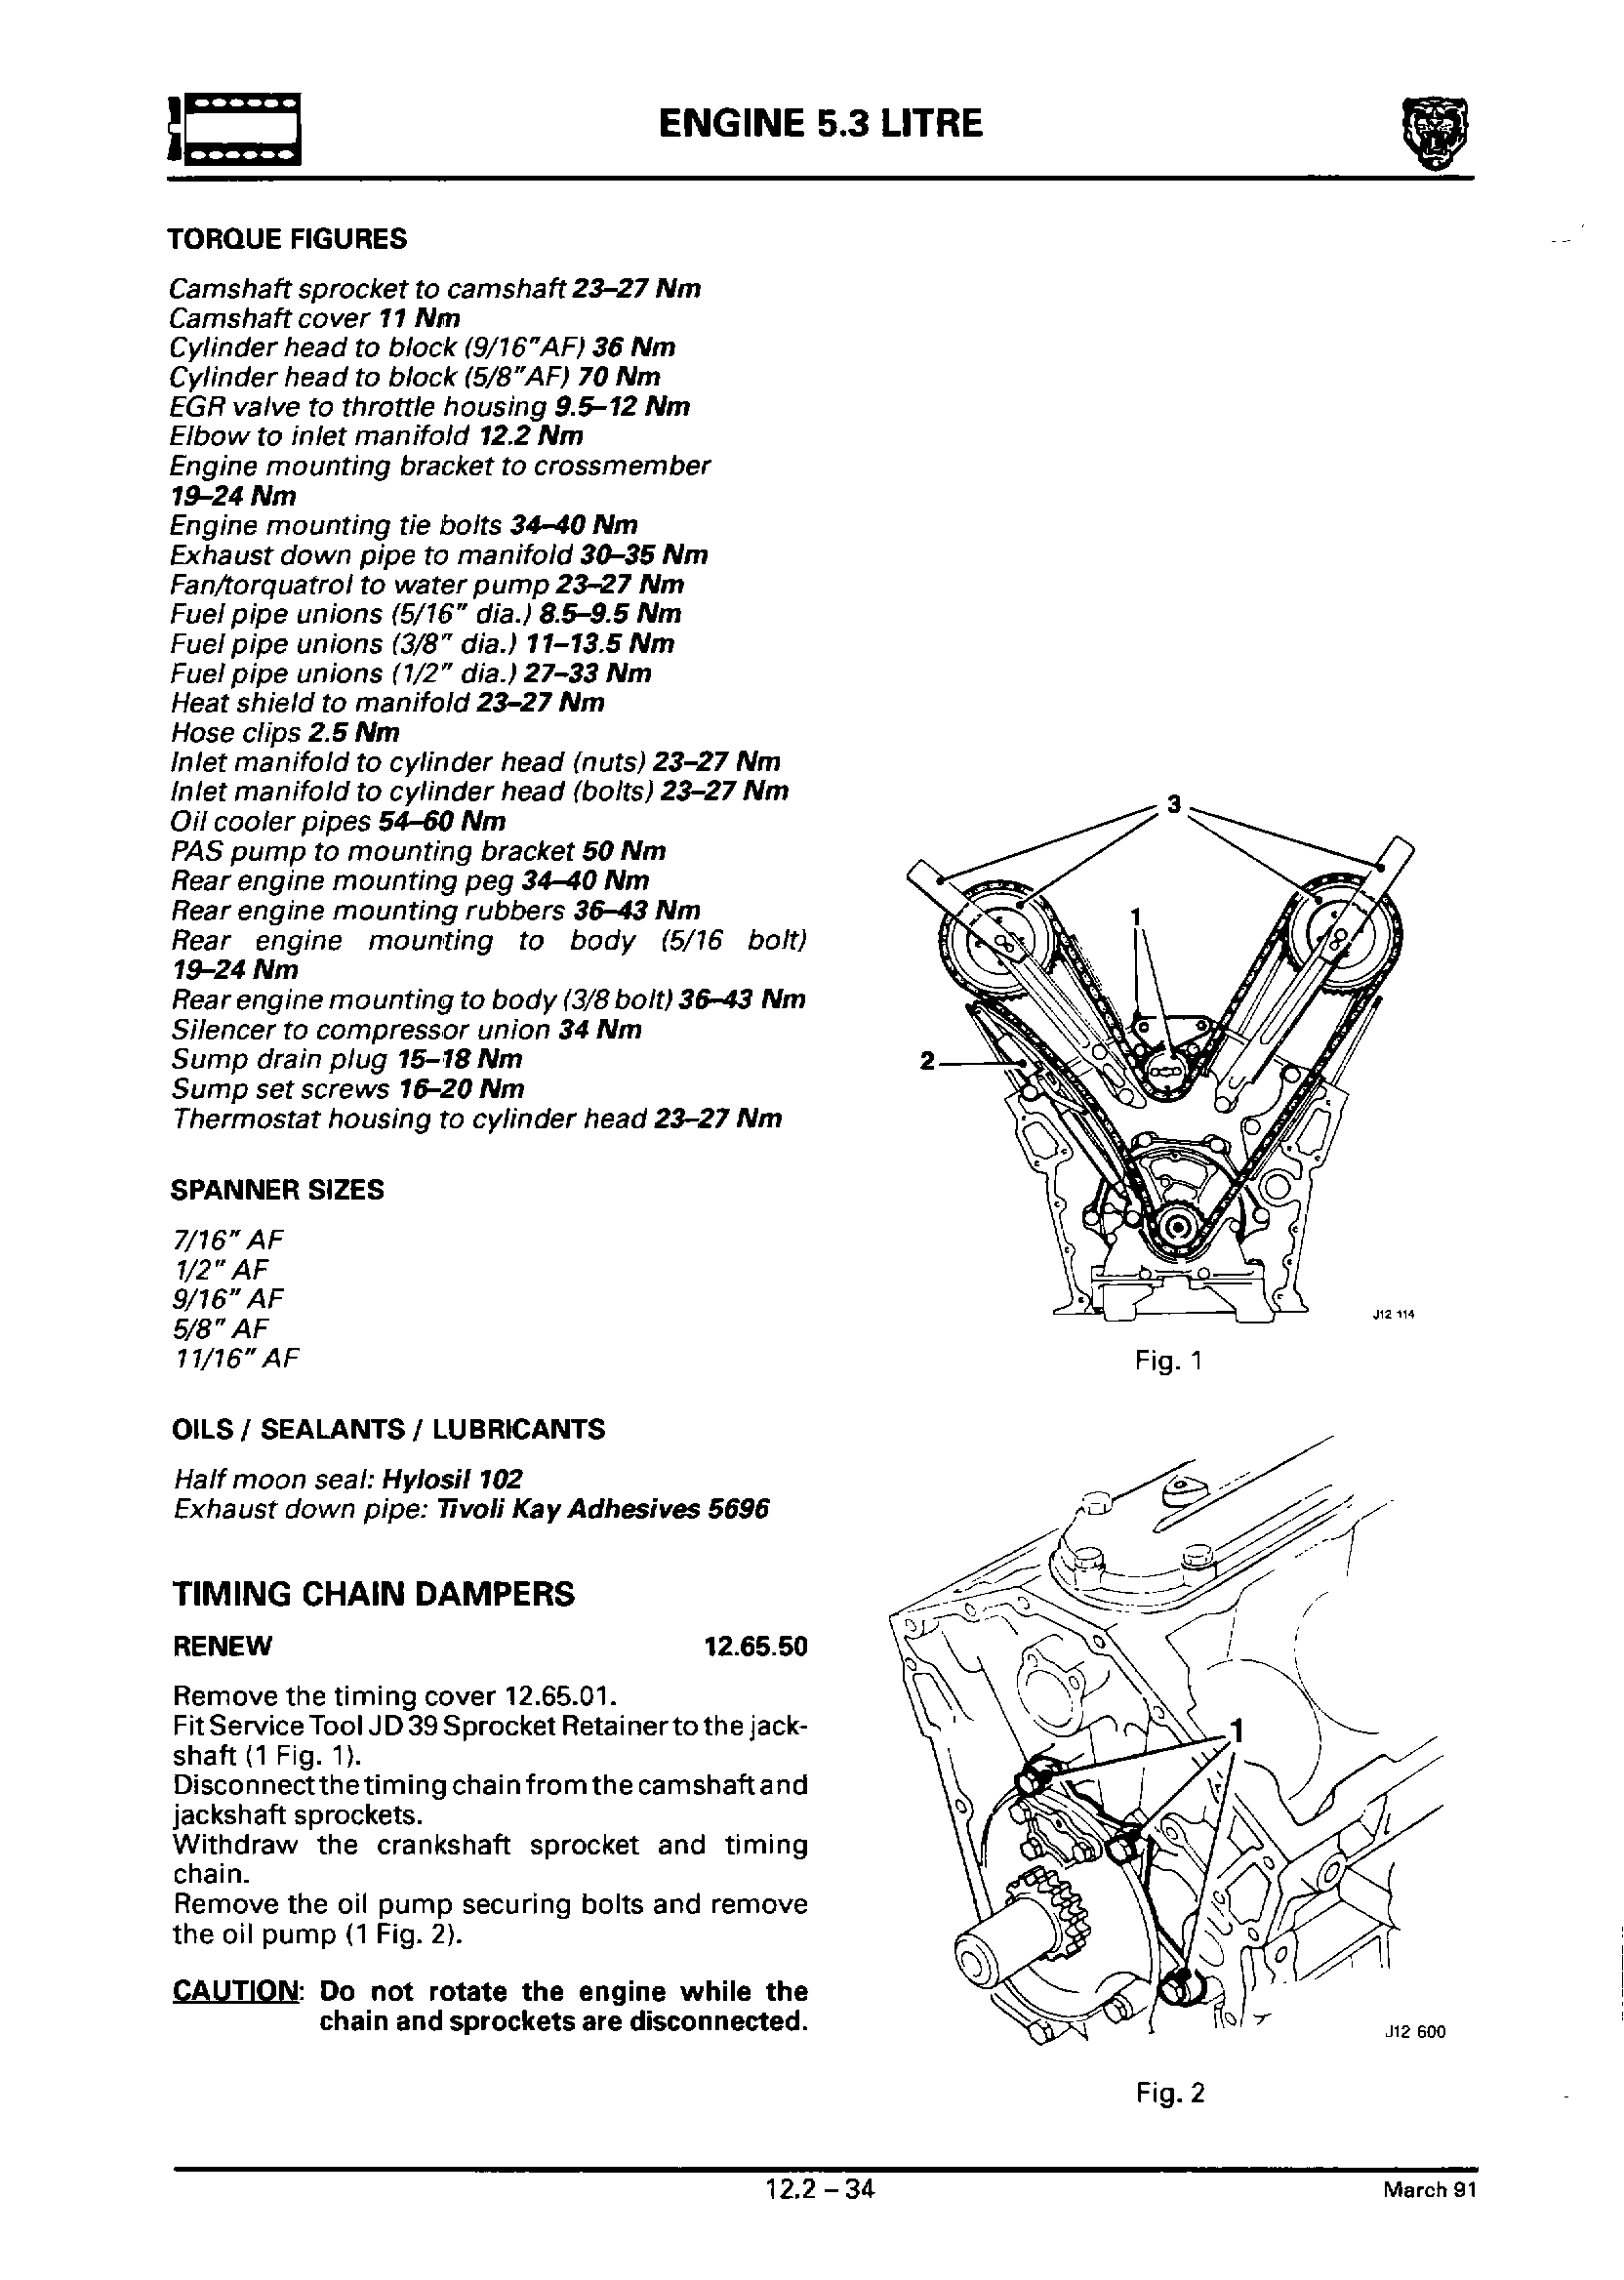 ENGINE 5.3 LITRE
TORQUE FIGURES
Camshaft sprocket to camshaft 23–27 Nm
Camshaft cover 11 Nm
Cylinder head to block (9/16"AF) 36 Nm
Cylinder head to block (5/8"AF) 70 Nm
EGR valve to throttle housing 9.5–12 Nm
Elbow to inlet manifold 12.2 Nm
Engine mounting bracket to crossmember
19–24 Nm
Engine mounting tie bolts 34–40 Nm
Exhaust down pipe to manifold 30–35 Nm
Fan/torquatrol to water pump 23–27 Nm
Fuel pipe unions (5/16" dia.) 8.5–9.5 Nm
Fuel pipe unions (3/8" dia.) 11–13.5 Nm
Fuel pipe unions (1/2" dia.) 27–33 Nm
Heat shield to manifold 23–27 Nm
Hose clips 2.5 Nm
Inlet manifold to cylinder head (nuts) 23–27 Nm
Inlet manifold to cylinder head (bolts) 23–27 Nm
Oil cooler pipes 54–60 Nm
PAS pump to mounting bracket 50 Nm
Rear engine mounting peg 34–40 Nm
Rear engine mounting rubbers 36–43 Nm
Rear engine mounting to body (5/16 bolt)
19–24 Nm
Rear engine mounting to body (3/8 bolt) 36–43 Nm
Silencer to compressor union 34 Nm
Sump drain plug 15–18 Nm
Sump set screws 16–20 Nm
Thermostat housing to cylinder head 23–27 Nm
SPANNER SIZES
7/16" AF
1/2" AF
9/16" AF
5/8" AF
11/16" AF
OILS / SEALANTS / LUBRICANTS
Half moon seal: Hylosil 102
Exhaust down pipe: Tivoli Kay Adhesives 5696
TIMING CHAIN DAMPERS
RENEW 12.65.50
Remove the timing cover 12.65.01.
Fit Service Tool JD 39 Sprocket Retainer to the jack-
shaft (1 Fig. 1).
Disconnect the timing chain from the camshaft and
jackshaft sprockets.
Withdraw the crankshaft sprocket and timing
chain.
Remove the oil pump securing bolts and remove
the oil pump (1 Fig. 2).
CAUTION: Do not rotate the engine while the
chain and sprockets are disconnected.
3
1
2
J12 114
Fig. 1
1
J12 600
Fig. 2
12.2 – 34
March 91